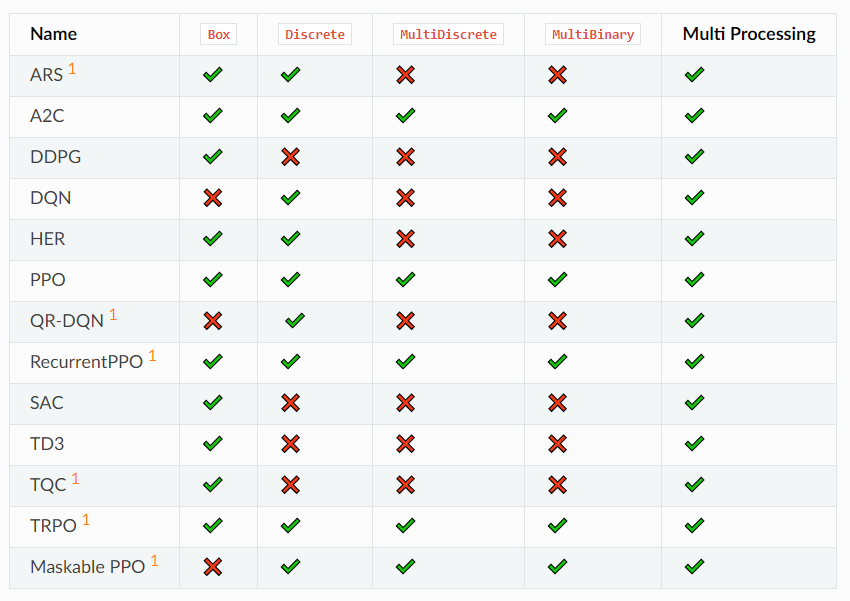 Name Box Discrete MultiDiscrete MultiBinary Multi Processing
ARS 1 ✔ ✔ ❌ ❌ ✔
A2C ✔ ✔ ✔ ✔ ✔
DDPG ✔ ❌ ❌ ❌ ✔
DQN ❌ ✔ ❌ ❌ ✔
HER ✔ ✔ ❌ ❌ ✔
PPO ✔ ✔ ✔ ✔ ✔
QR-DQN 1 ❌ ✔ ❌ ❌ ✔
RecurrentPPO 1 ✔ ✔ ✔ ✔ ✔
SAC ✔ ❌ ❌ ❌ ✔
TD3 ✔ ❌ ❌ ❌ ✔
TQC 1 ✔ ❌ ❌ ❌ ✔
TRPO 1 ✔ ✔ ✔ ✔ ✔
Maskable PPO 1 ❌ ✔ ✔ ✔ ✔